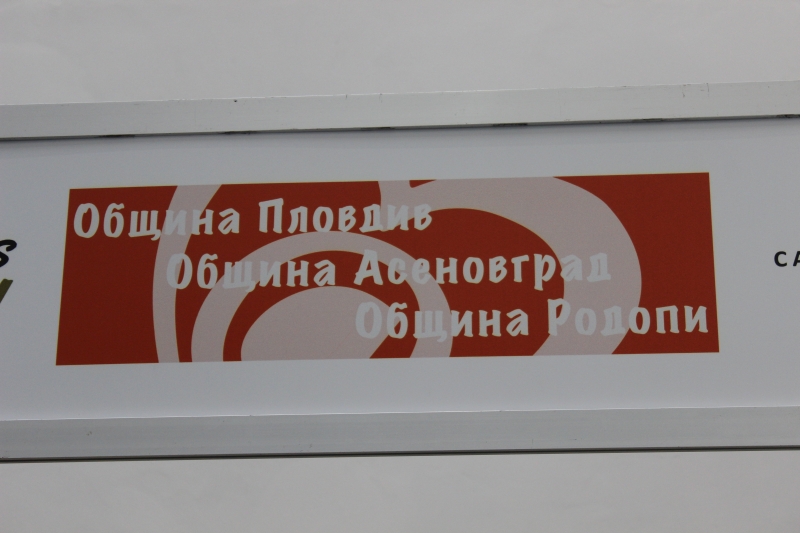 Община Пловдив
Община Асеновград
Община Родопи